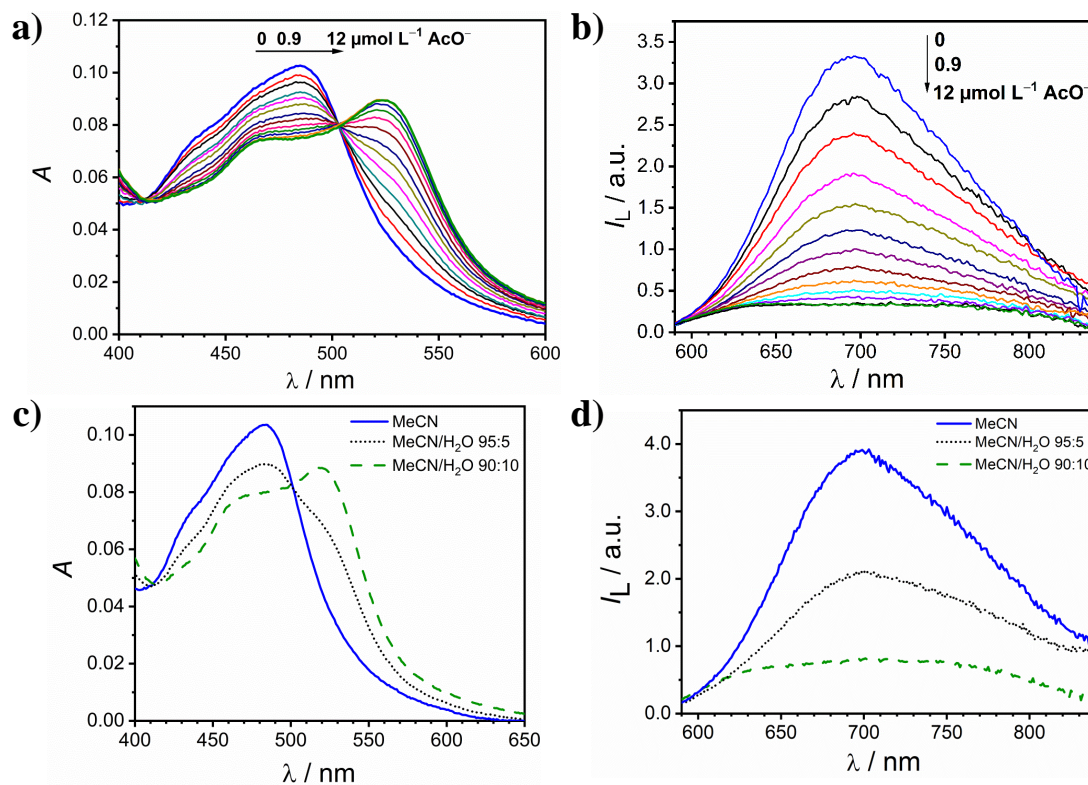 a)
0 0.9 12 µmol L⁻¹ AcO⁻
0.12
0.10
0.08
0.06
0.04
0.02
0.00
A
400 450 500 550 600
λ / nm
b)
0
0.9
12 µmol L⁻¹ AcO⁻
3.5
3.0
2.5
2.0
1.5
1.0
0.5
0.0
I_L / a.u.
600 650 700 750 800
λ / nm
c)
MeCN
MeCN/H₂O 95:5
MeCN/H₂O 90:10
0.10
0.08
0.06
0.04
0.02
0.00
A
400 450 500 550 600 650
λ / nm
d)
MeCN
MeCN/H₂O 95:5
MeCN/H₂O 90:10
4.0
3.0
2.0
1.0
0.0
I_L / a.u.
600 650 700 750 800
λ / nm